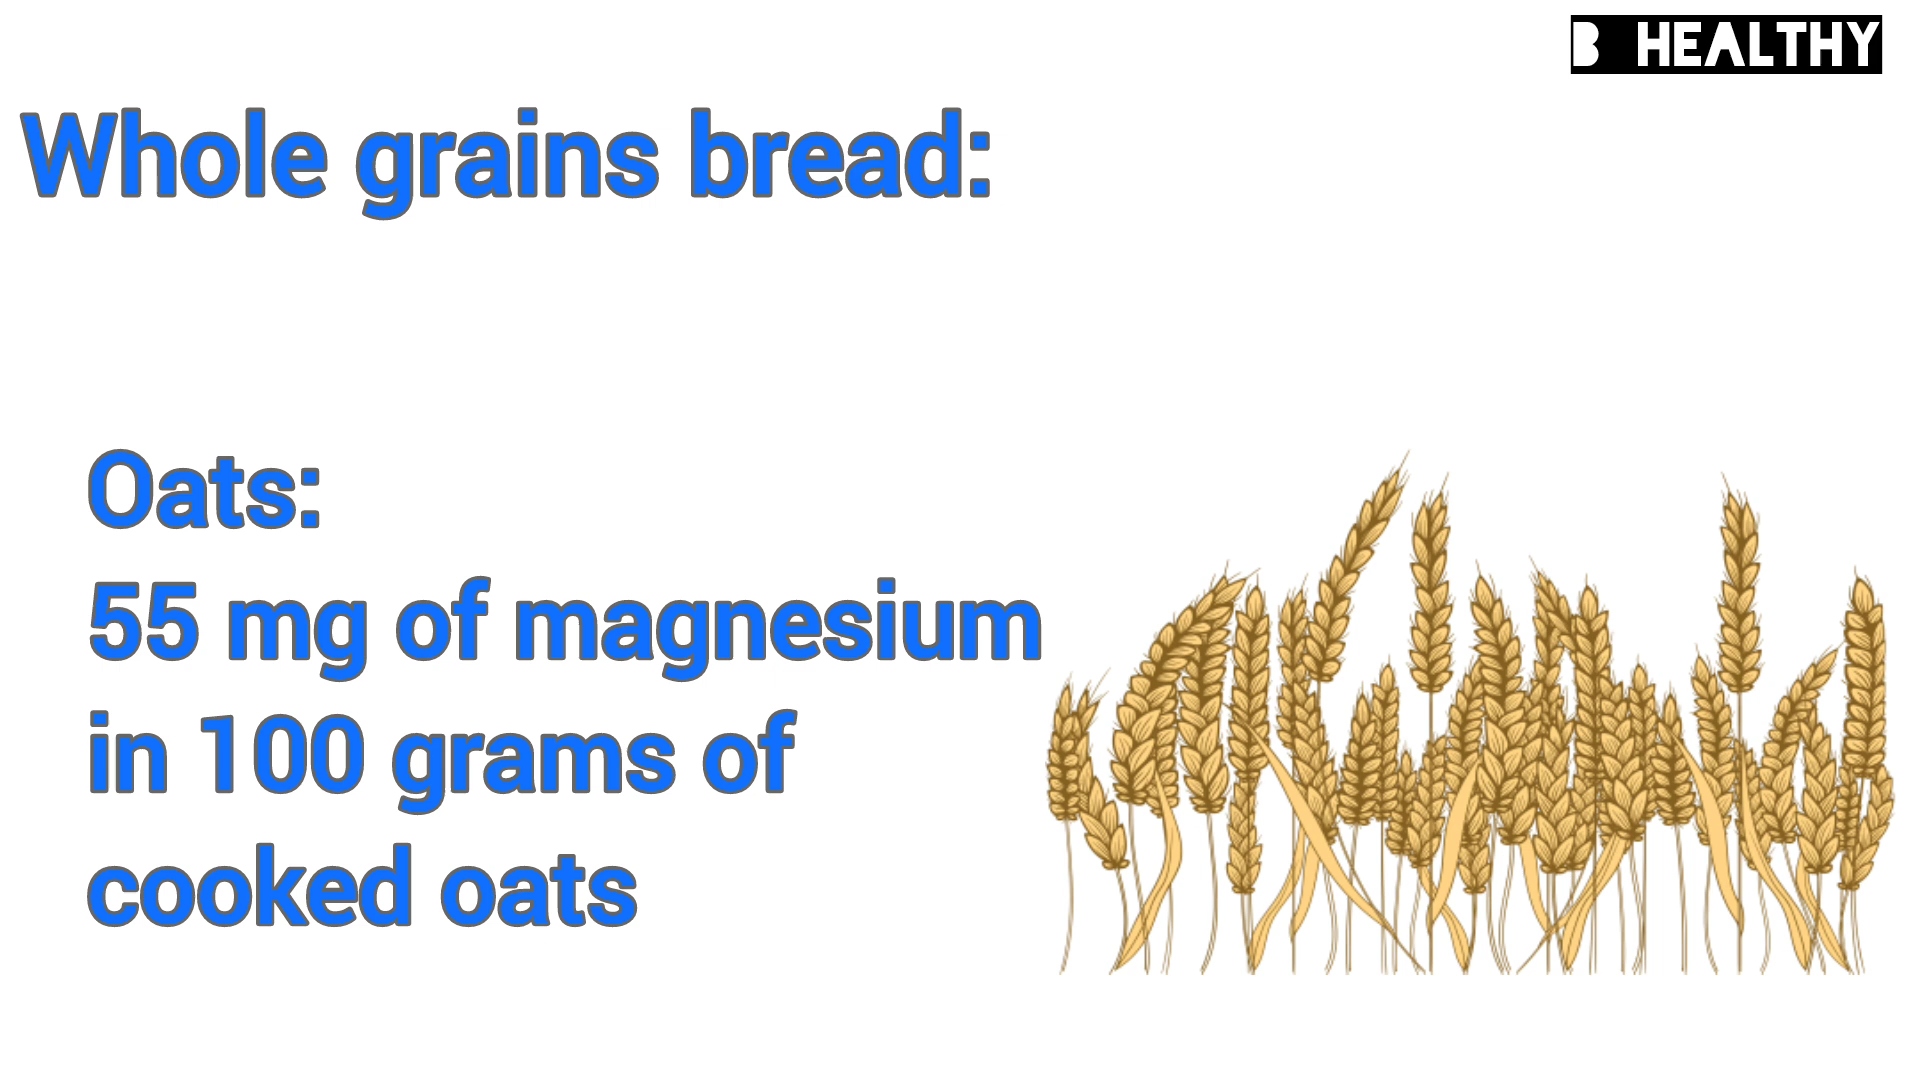 B HEALTHY
Whole grains bread:
Oats:
55 mg of magnesium
in 100 grams of
cooked oats